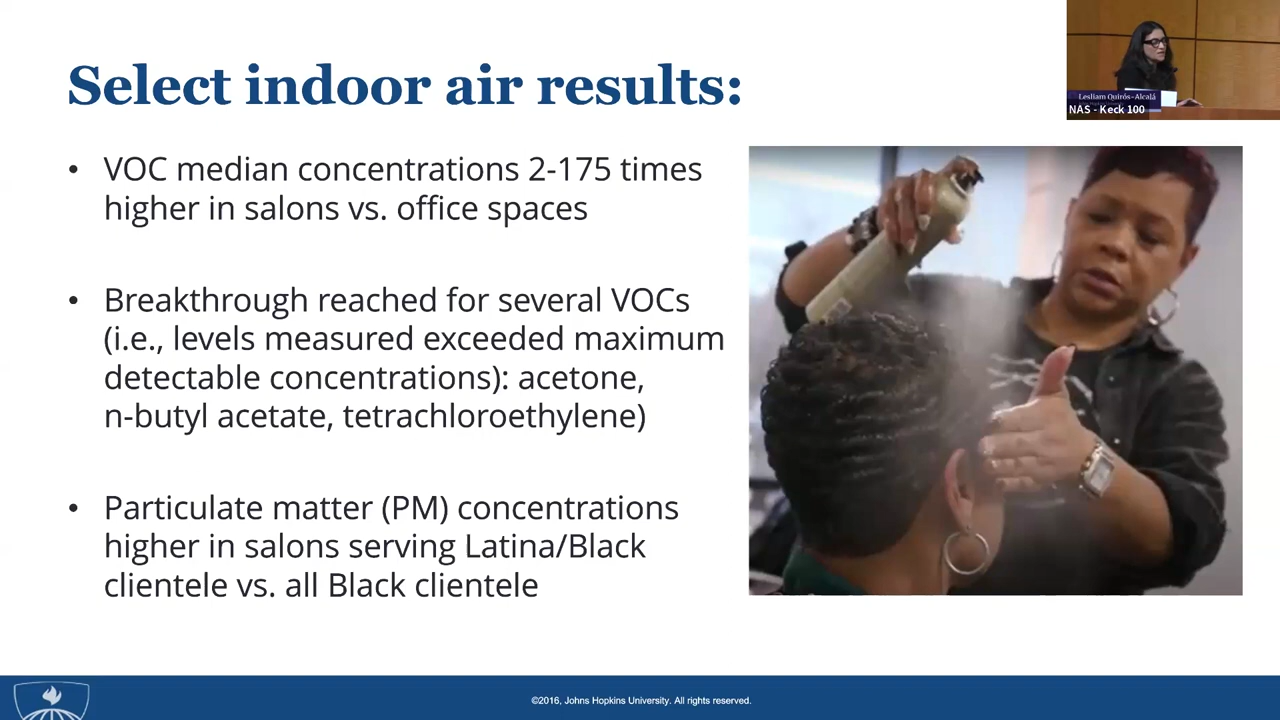 Select indoor air results:
Lesliam Quirós-Alcalá
NAS - Keck 100
• VOC median concentrations 2-175 times
higher in salons vs. office spaces
• Breakthrough reached for several VOCs
(i.e., levels measured exceeded maximum
detectable concentrations): acetone,
n-butyl acetate, tetrachloroethylene)
• Particulate matter (PM) concentrations
higher in salons serving Latina/Black
clientele vs. all Black clientele
©2016, Johns Hopkins University. All rights reserved.